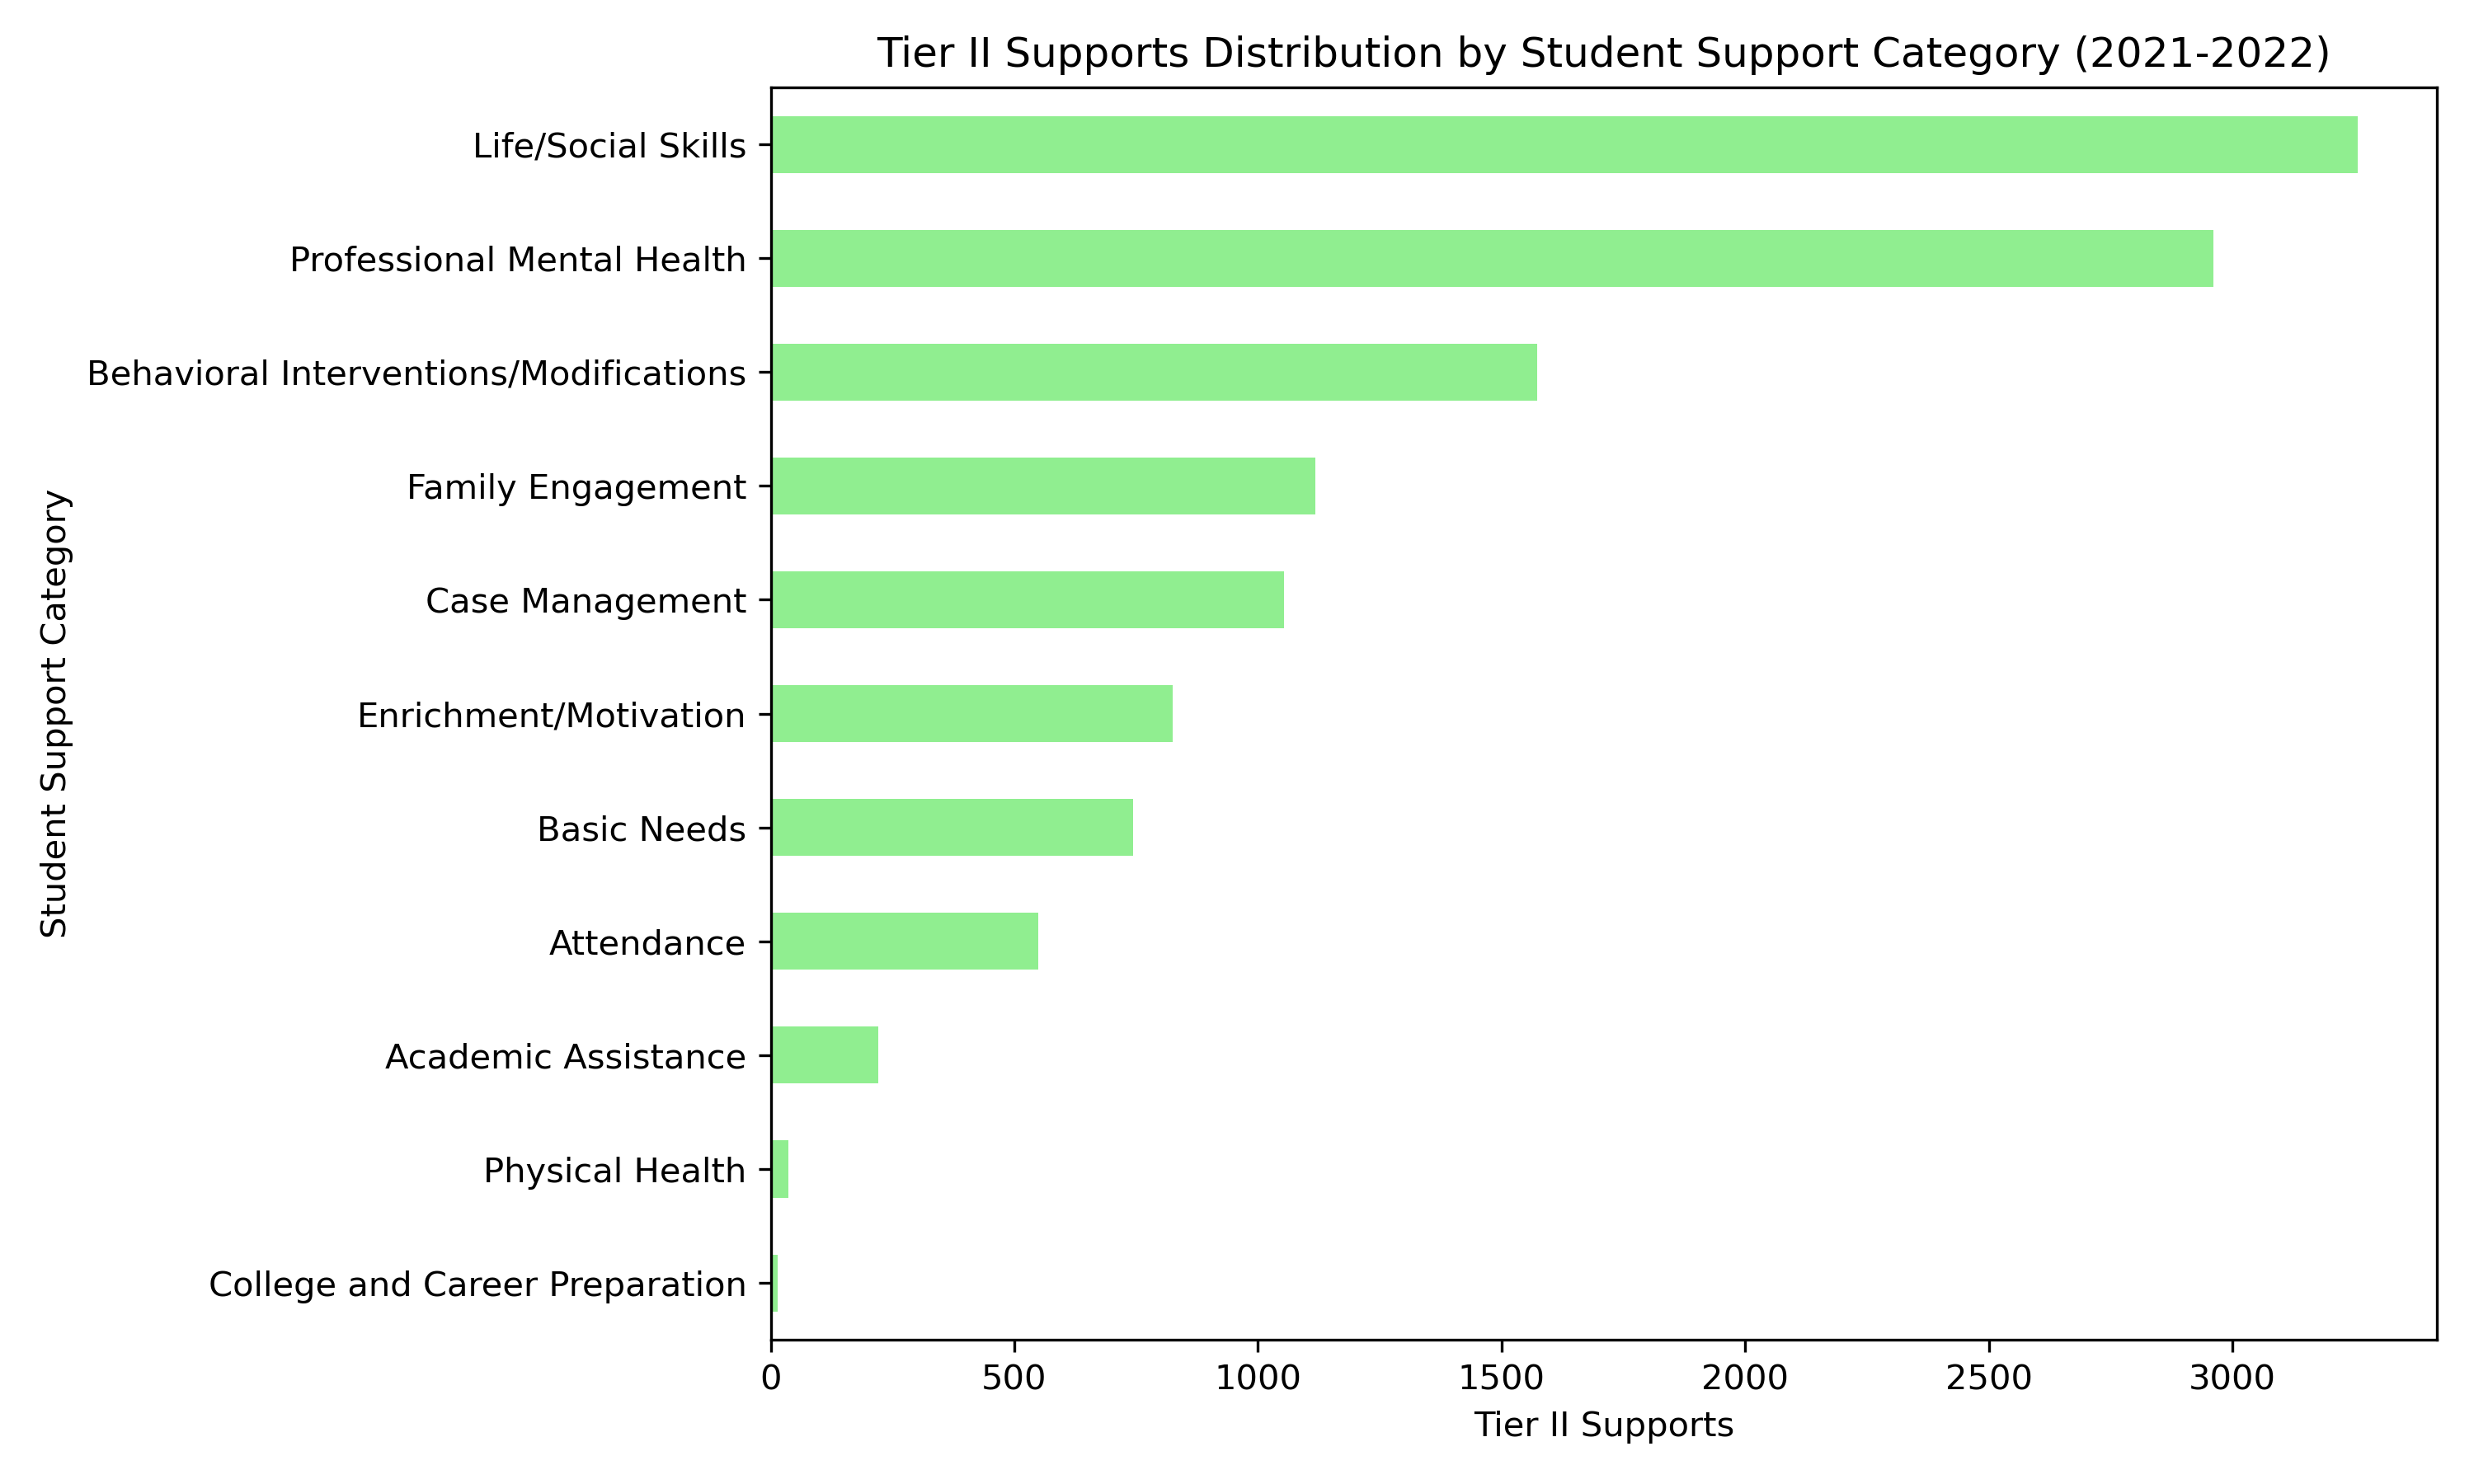 Tier II Supports Distribution by Student Support Category (2021-2022)
Student Support Category
Life/Social Skills
Professional Mental Health
Behavioral Interventions/Modifications
Family Engagement
Case Management
Enrichment/Motivation
Basic Needs
Attendance
Academic Assistance
Physical Health
College and Career Preparation
0 500 1000 1500 2000 2500 3000
Tier II Supports